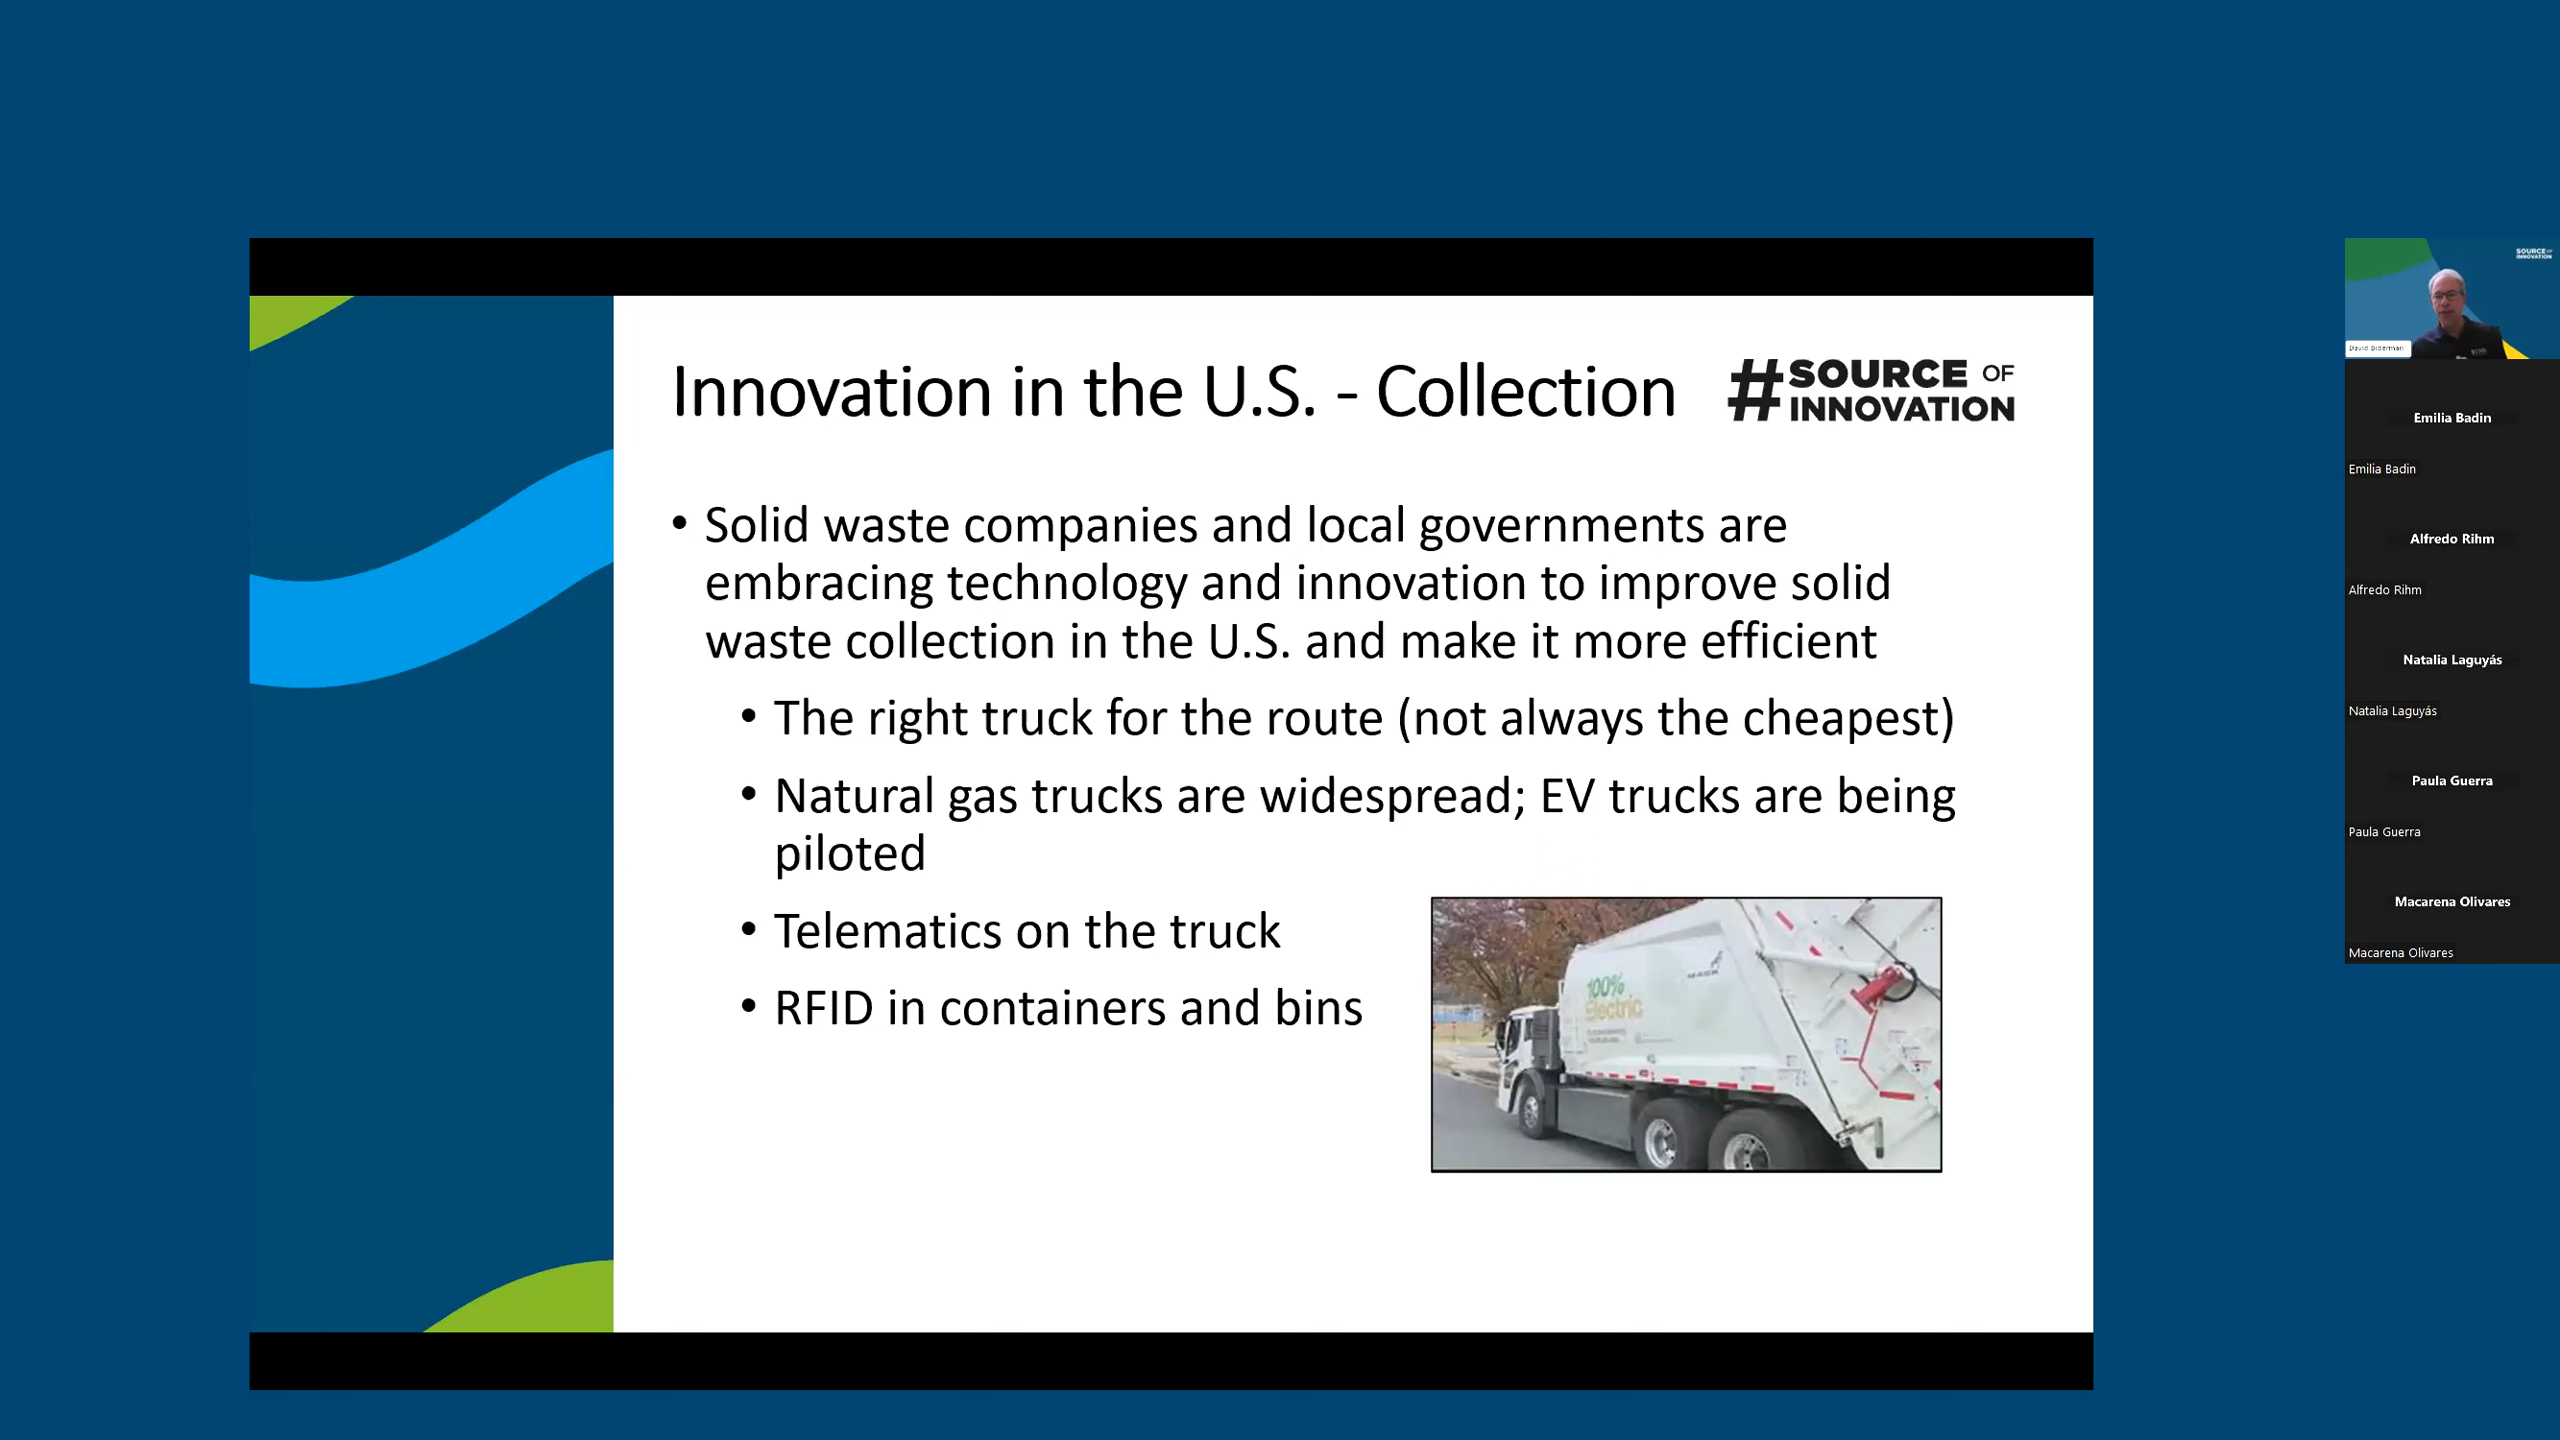 Innovation in the U.S. - Collection
#SOURCE OF
INNOVATION
• Solid waste companies and local governments are
embracing technology and innovation to improve solid
waste collection in the U.S. and make it more efficient
• The right truck for the route (not always the cheapest)
• Natural gas trucks are widespread; EV trucks are being
piloted
• Telematics on the truck
• RFID in containers and bins
100%
Electric
MACK
SOURCE OF
INNOVATION
David Biderman
Emilia Badin
Emilia Badin
Alfredo Rihm
Alfredo Rihm
Natalia Laguyás
Natalia Laguyás
Paula Guerra
Paula Guerra
Macarena Olivares
Macarena Olivares